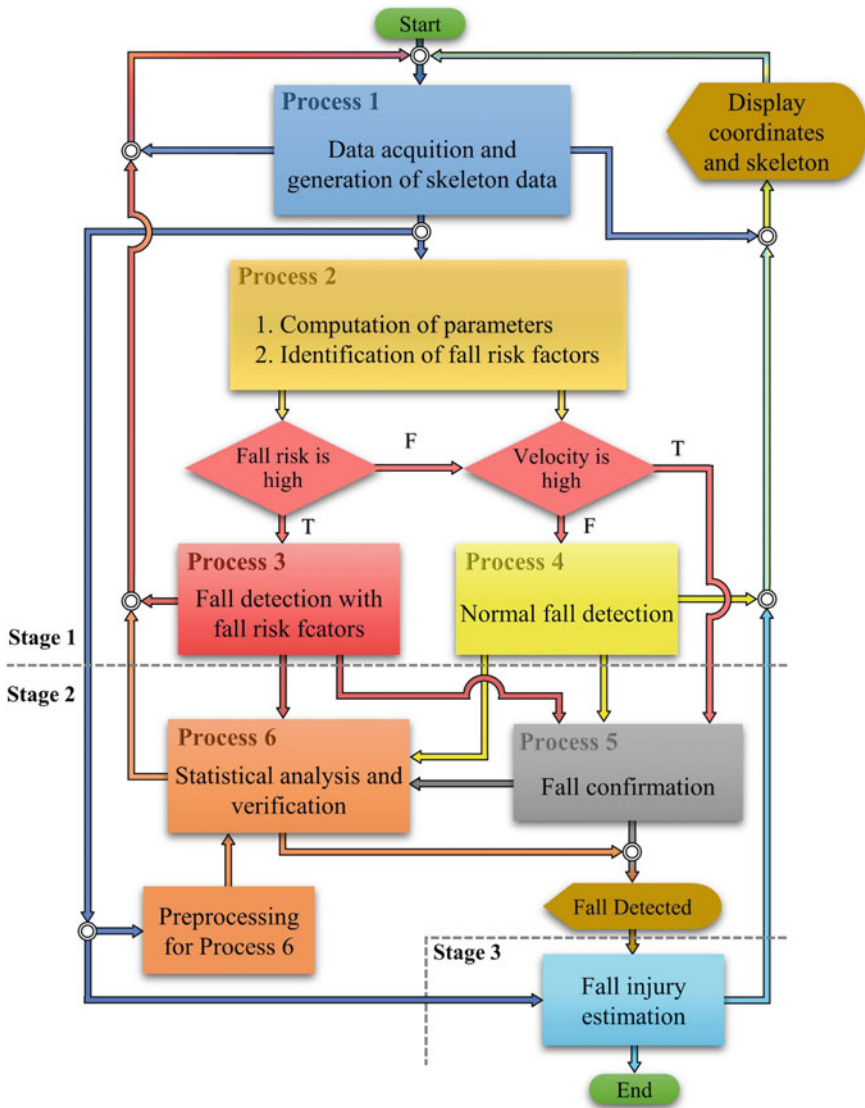 Start
Process 1
Data acquition and
generation of skeleton data
Display
coordinates
and skeleton
Process 2
1. Computation of parameters
2. Identification of fall risk factors
Fall risk is
high
F
Velocity is
high
T
T
F
Process 3
Fall detection with
fall risk fcators
Process 4
Normal fall detection
Stage 1
Stage 2
Process 6
Statistical analysis and
verification
Process 5
Fall confirmation
Preprocessing
for Process 6
Fall Detected
Stage 3
Fall injury
estimation
End